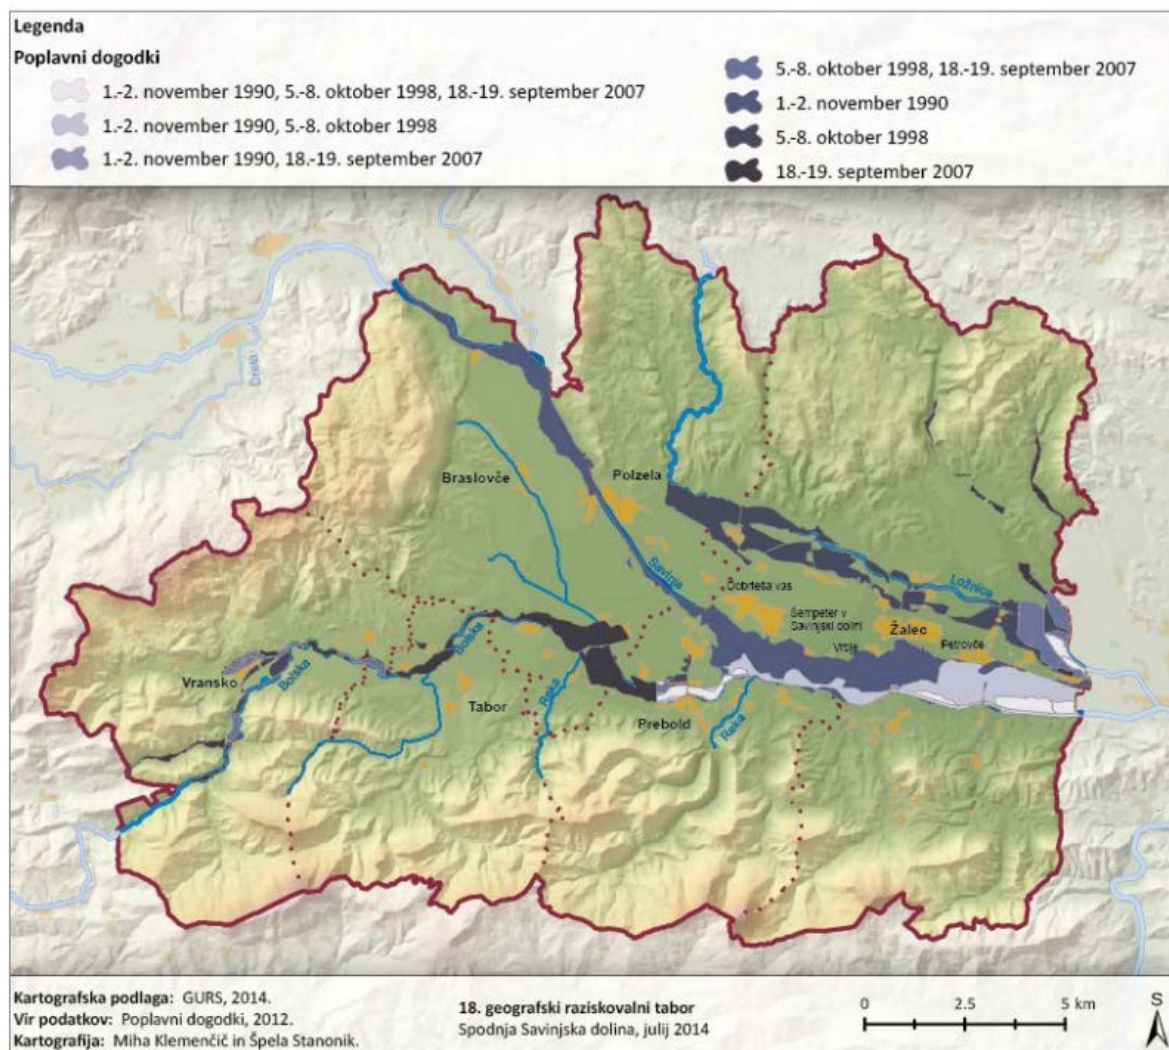 Legenda
Poplavni dogodki
1.-2. november 1990, 5.-8. oktober 1998, 18.-19. september 2007
1.-2. november 1990, 5.-8. oktober 1998
1.-2. november 1990, 18.-19. september 2007
5.-8. oktober 1998, 18.-19. september 2007
1.-2. november 1990
5.-8. oktober 1998
18.-19. september 2007
Dreta
Braslovče
Polzela
Savinja
Dobrteša vas
Ložnica
Šempeter v
Savinjski dolini
Žalec
Vrbje
Petrovče
Bolska
Vransko
Bolska
Tabor
Reka
Prebold
Reka
Kartografska podlaga: GURS, 2014.
Vir podatkov: Poplavni dogodki, 2012.
Kartografija: Miha Klemenčič in Špela Stanonik.
18. geografski raziskovalni tabor
Spodnja Savinjska dolina, julij 2014
0 2.5 5 km
S